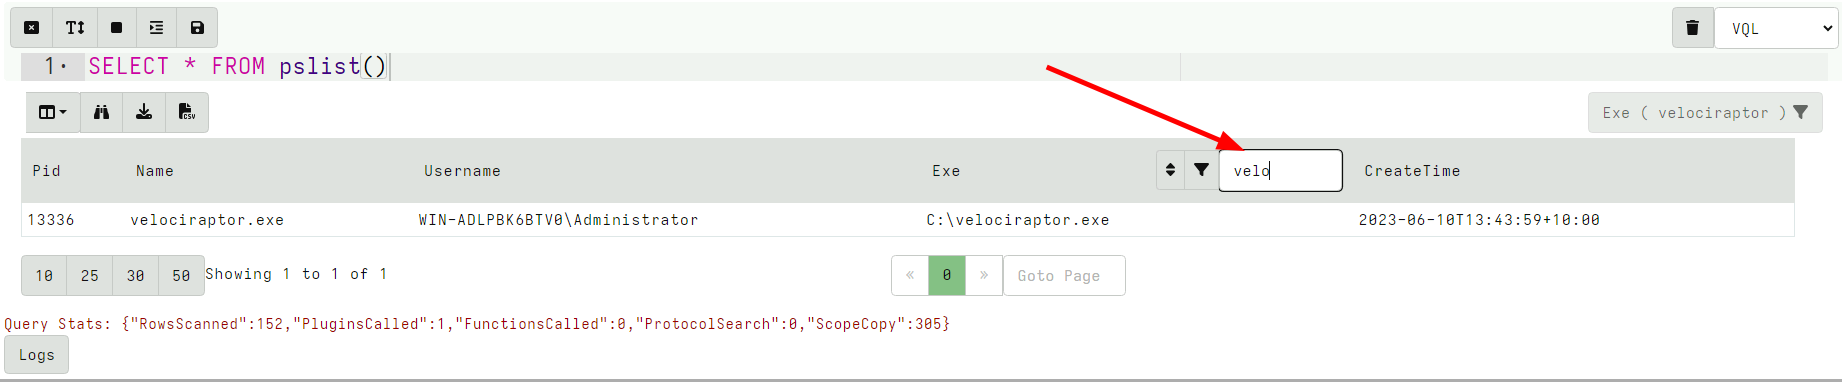 VQL
1 SELECT * FROM pslist()
CSV
Exe ( velociraptor )
Pid Name Username Exe velo CreateTime
13336 velociraptor.exe WIN-ADLPBK6BTV0\Administrator C:\velociraptor.exe 2023-06-10T13:43:59+10:00
10 25 30 50 Showing 1 to 1 of 1 « 0 » Goto Page
Query Stats: {"RowsScanned":152,"PluginsCalled":1,"FunctionsCalled":0,"ProtocolSearch":0,"ScopeCopy":305}
Logs